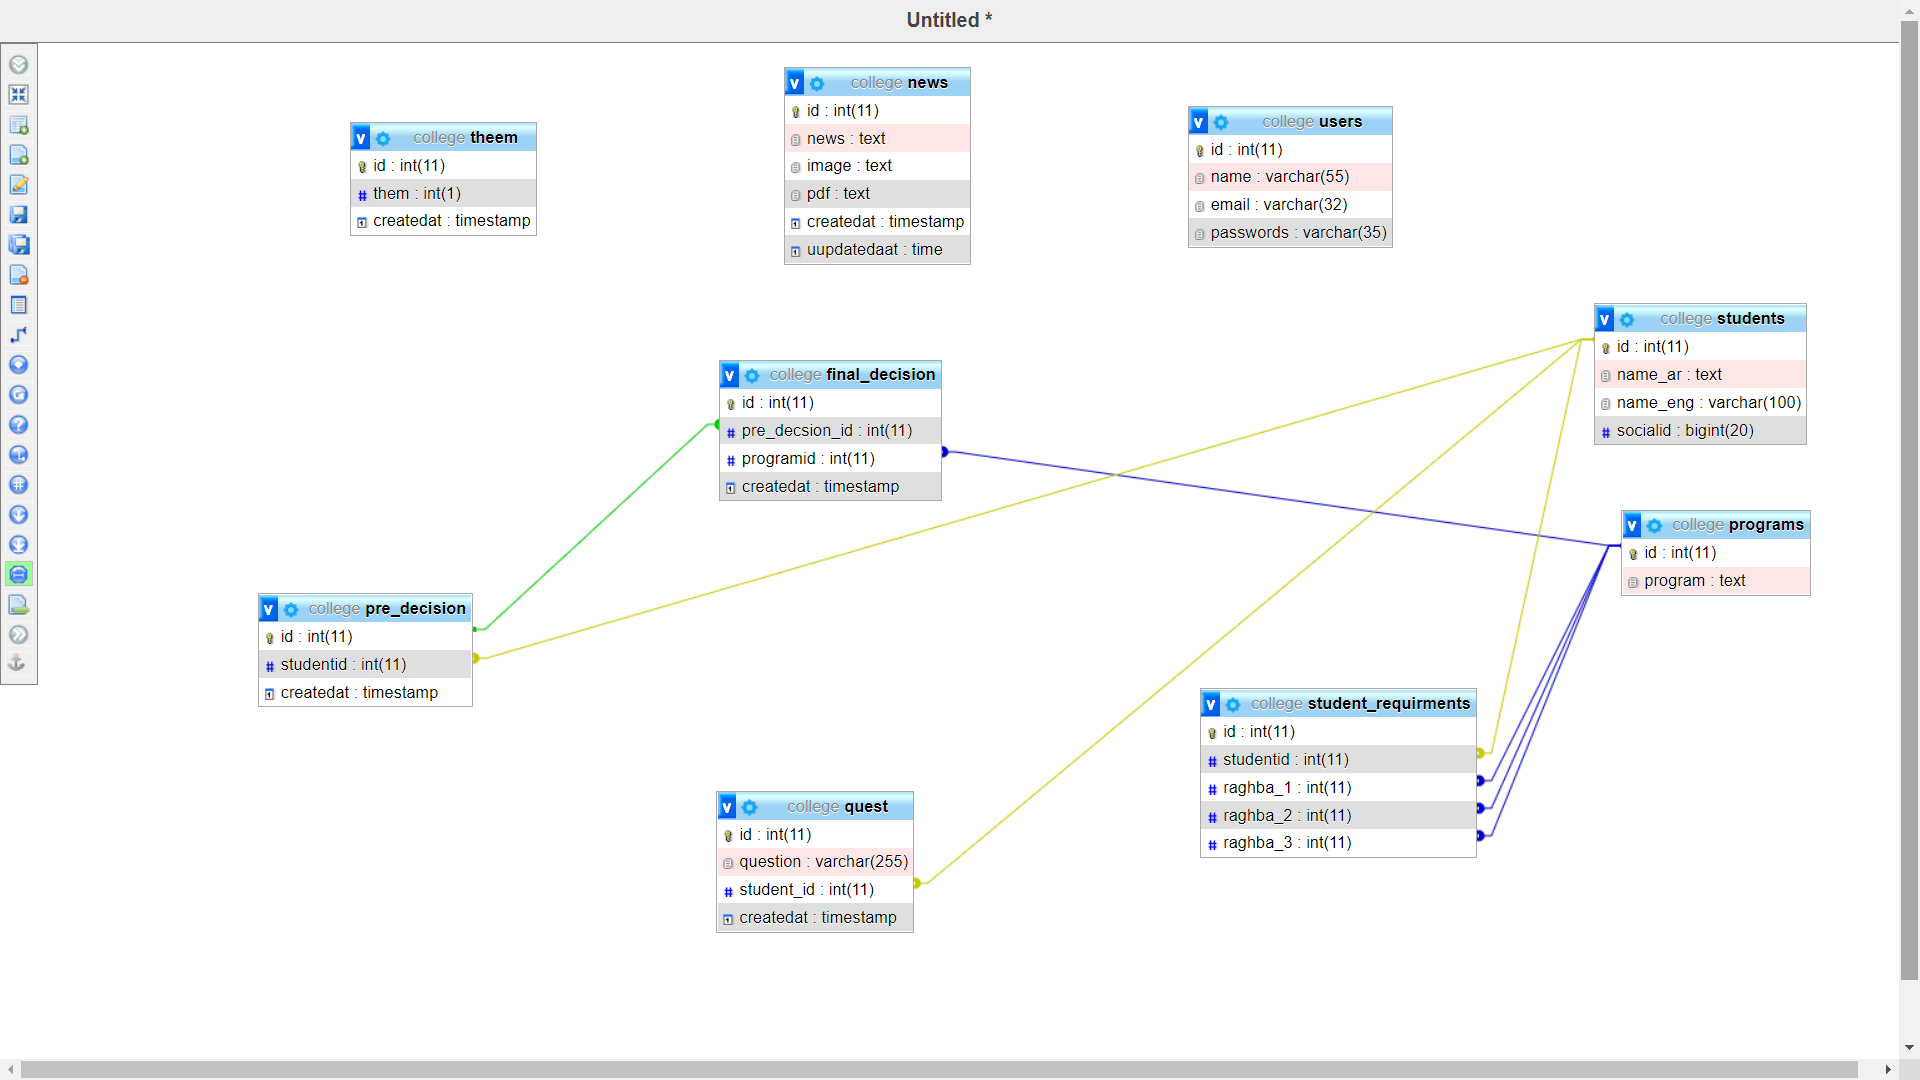 Untitled *
college theem
id : int(11)
them : int(1)
createdat : timestamp
college news
id : int(11)
news : text
image : text
pdf : text
createdat : timestamp
uupdatedaat : time
college users
id : int(11)
name : varchar(55)
email : varchar(32)
passwords : varchar(35)
college students
id : int(11)
name_ar : text
name_eng : varchar(100)
socialid : bigint(20)
college final_decision
id : int(11)
pre_decsion_id : int(11)
programid : int(11)
createdat : timestamp
college programs
id : int(11)
program : text
college pre_decision
id : int(11)
studentid : int(11)
createdat : timestamp
college student_requirments
id : int(11)
studentid : int(11)
raghba_1 : int(11)
raghba_2 : int(11)
raghba_3 : int(11)
college quest
id : int(11)
question : varchar(255)
student_id : int(11)
createdat : timestamp